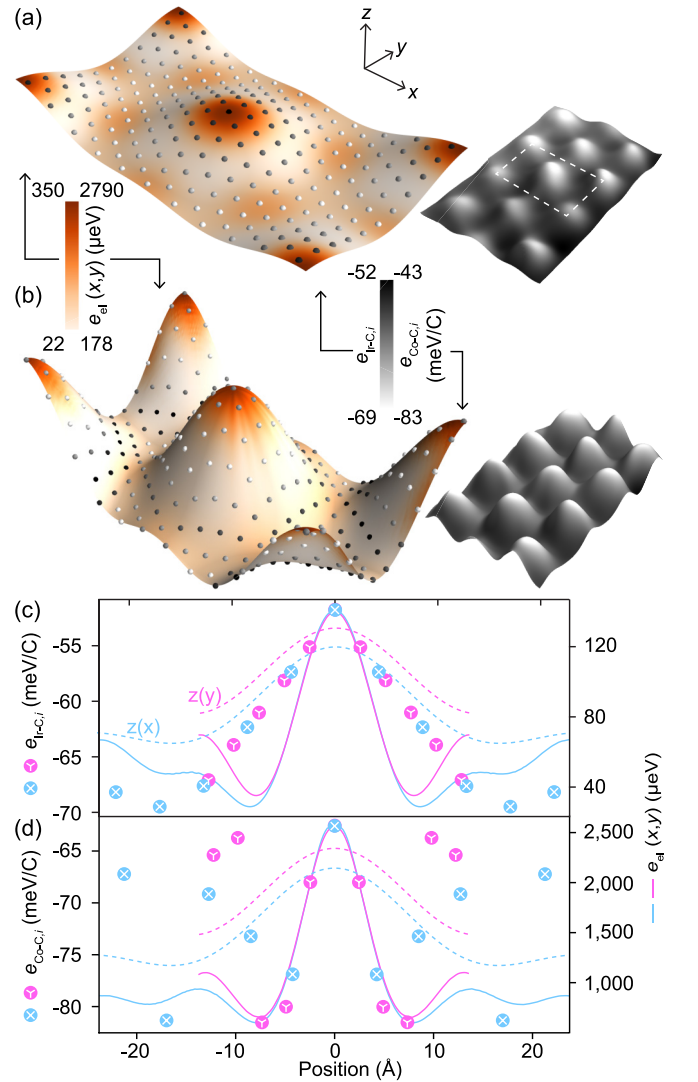 (a)
z
y
x
350 2790
e_el (x,y) (µeV)
22 178
-52 -43
e_Ir-C,i
e_Co-C,i
(meV/C)
-69 -83
(b)
(c)
-55
-60
-65
-70
e_Ir-C,i (meV/C)
z(y)
z(x)
120
80
40
(d)
-65
-70
-75
-80
e_Co-C,i (meV/C)
2,500
2,000
1,500
1,000
e_el (x,y) (µeV)
-20 -10 0 10 20
Position (Å)